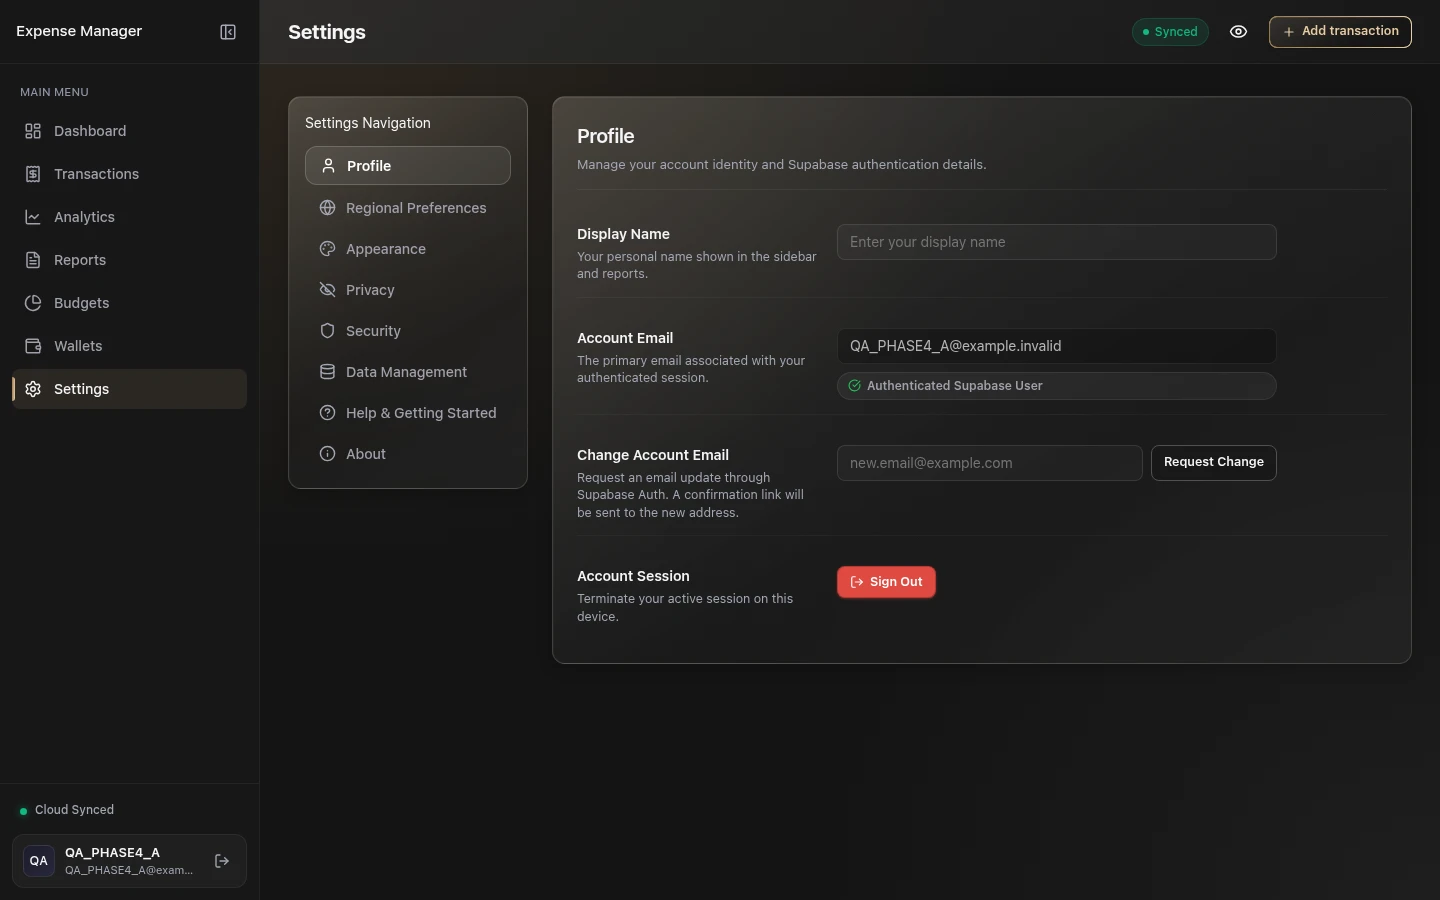 Expense Manager
Settings
Synced
Add transaction
MAIN MENU
Dashboard
Transactions
Analytics
Reports
Budgets
Wallets
Settings
Cloud Synced
QA
QA_PHASE4_A
QA_PHASE4_A@exam...
Settings Navigation
Profile
Regional Preferences
Appearance
Privacy
Security
Data Management
Help & Getting Started
About
Profile
Manage your account identity and Supabase authentication details.
Display Name
Your personal name shown in the sidebar
and reports.
Enter your display name
Account Email
The primary email associated with your
authenticated session.
QA_PHASE4_A@example.invalid
Authenticated Supabase User
Change Account Email
Request an email update through
Supabase Auth. A confirmation link will
be sent to the new address.
new.email@example.com
Request Change
Account Session
Terminate your active session on this
device.
Sign Out